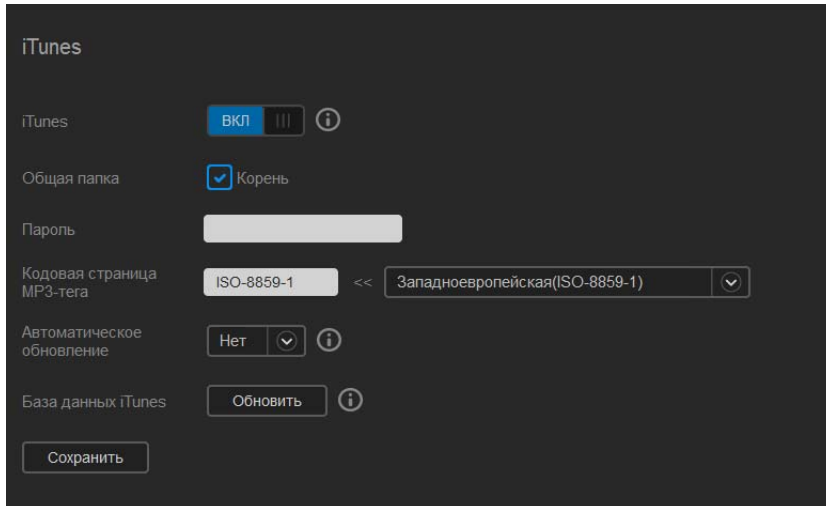 iTunes
iTunes ВКЛ
Общая папка Корень
Пароль
Кодовая страница
MP3-тега
ISO-8859-1 << Западноевропейская(ISO-8859-1)
Автоматическое
обновление
Нет
База данных iTunes Обновить
Сохранить